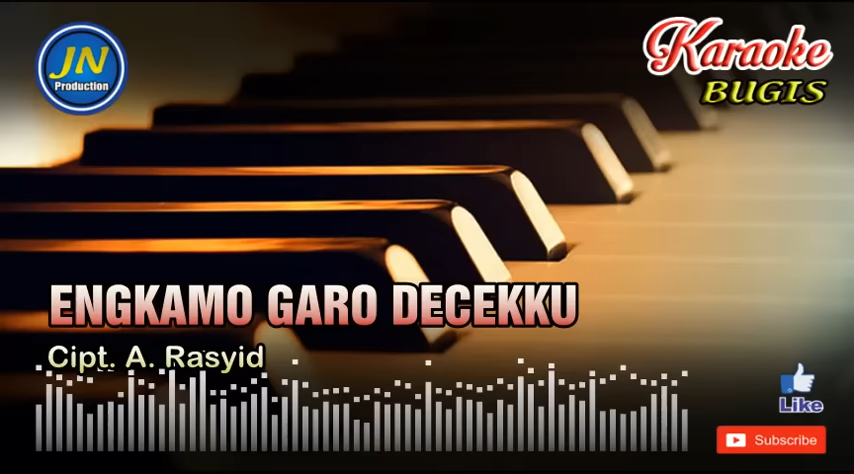 JN
Production
Karaoke
BUGIS
ENGKAMO GARO DECEKKU
Cipt. A. Rasyid
Like
Subscribe